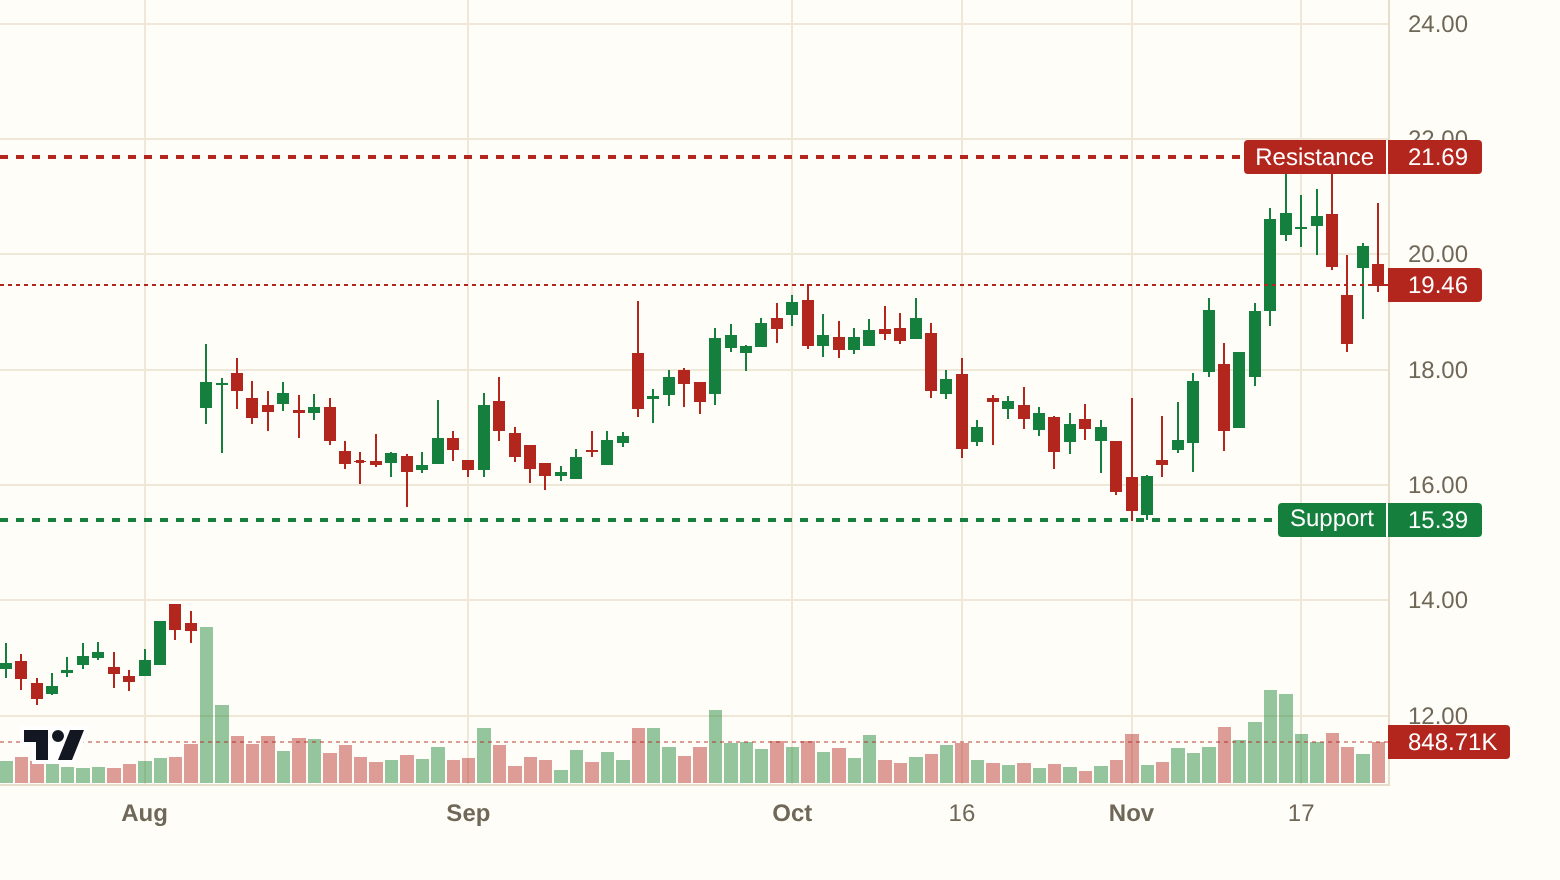 24.00
22.00
Resistance 21.69
20.00
19.46
18.00
16.00
Support 15.39
14.00
12.00
848.71K
Aug Sep Oct 16 Nov 17